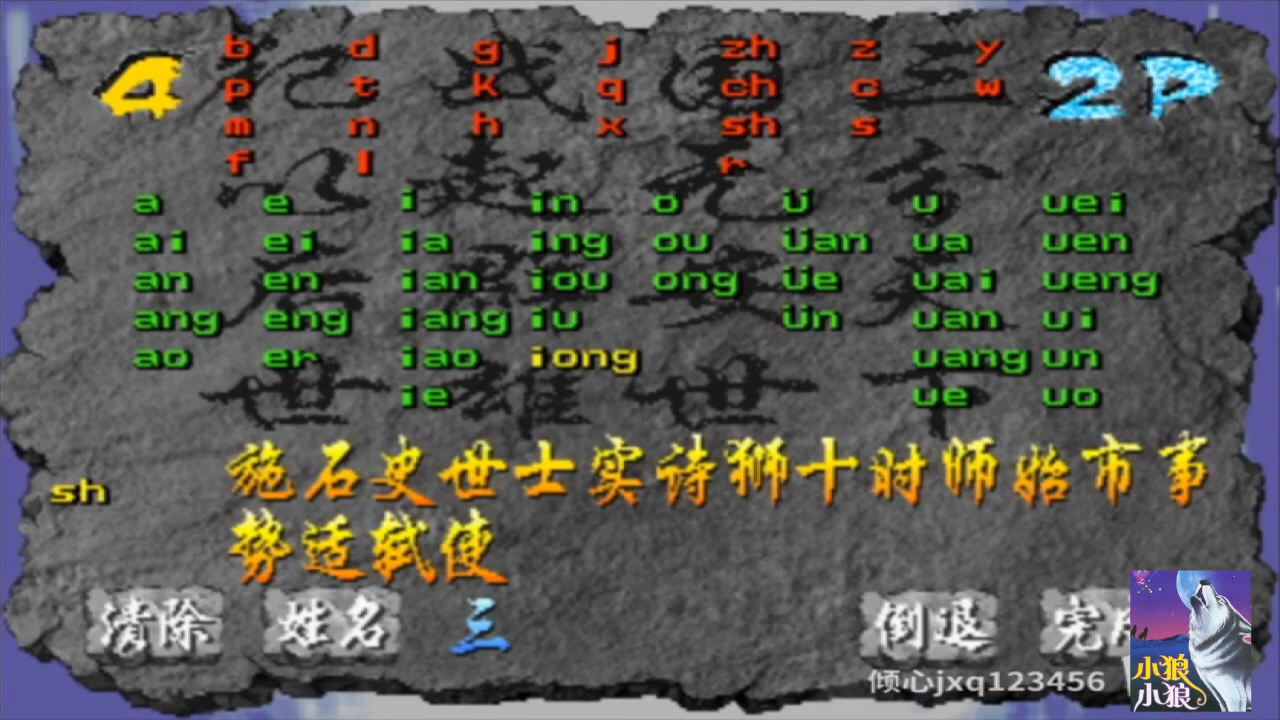 4 b d g j zh z y 2P
p t k q ch c w
m n h x sh s
f l r
a e i in o ü u uei
ai ei ia ing ou üan ua uen
an en ian iou ong üe uai ueng
ang eng iang iu ün uan ui
ao er iao iong uang un
ie ue uo
sh 施石史世士实诗狮十时师始市事
势适轼使
清除 姓名 三 倒退 完
倾心jxq123456
小狼
小狼